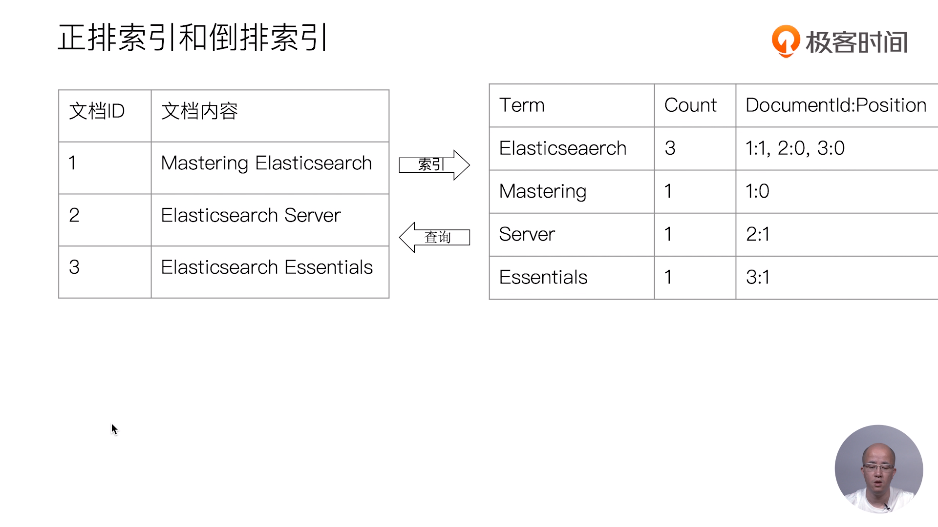 正排索引和倒排索引
极客时间
文档ID 文档内容
1 Mastering Elasticsearch
2 Elasticsearch Server
3 Elasticsearch Essentials
索引
查询
Term Count DocumentId:Position
Elasticseaerch 3 1:1, 2:0, 3:0
Mastering 1 1:0
Server 1 2:1
Essentials 1 3:1